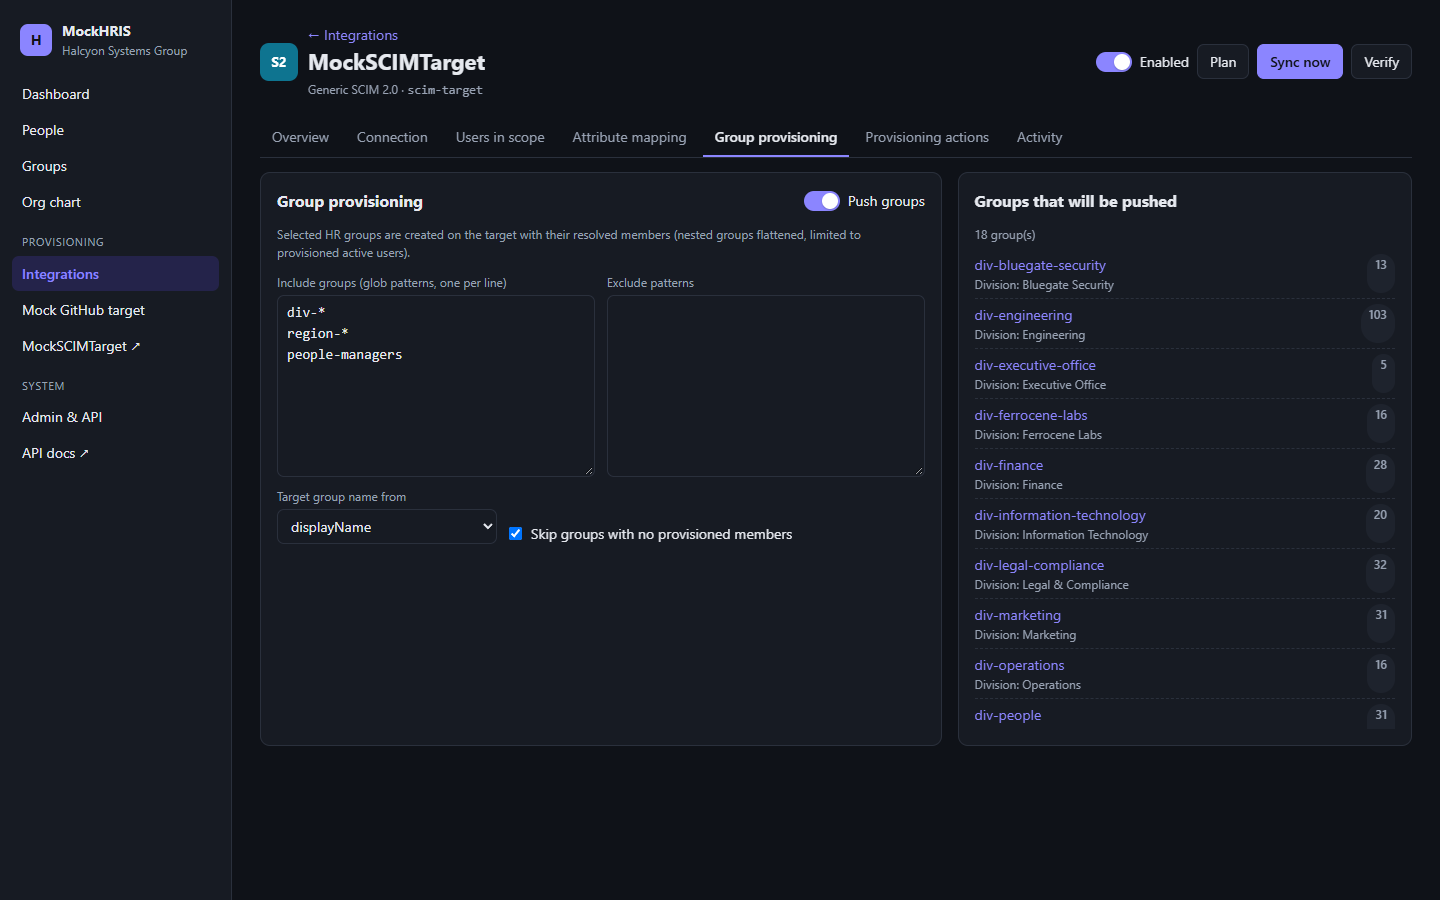 H
MockHRIS
Halcyon Systems Group
Dashboard
People
Groups
Org chart
PROVISIONING
Integrations
Mock GitHub target
MockSCIMTarget ↗
SYSTEM
Admin & API
API docs ↗
← Integrations
S2
MockSCIMTarget
Generic SCIM 2.0 · scim-target
Enabled
Plan
Sync now
Verify
Overview
Connection
Users in scope
Attribute mapping
Group provisioning
Provisioning actions
Activity
Group provisioning
Push groups
Selected HR groups are created on the target with their resolved members (nested groups flattened, limited to
provisioned active users).
Include groups (glob patterns, one per line)
div-*
region-*
people-managers
Exclude patterns
Target group name from
displayName
Skip groups with no provisioned members
Groups that will be pushed
18 group(s)
div-bluegate-security 13
Division: Bluegate Security
div-engineering 103
Division: Engineering
div-executive-office 5
Division: Executive Office
div-ferrocene-labs 16
Division: Ferrocene Labs
div-finance 28
Division: Finance
div-information-technology 20
Division: Information Technology
div-legal-compliance 32
Division: Legal & Compliance
div-marketing 31
Division: Marketing
div-operations 16
Division: Operations
div-people 31